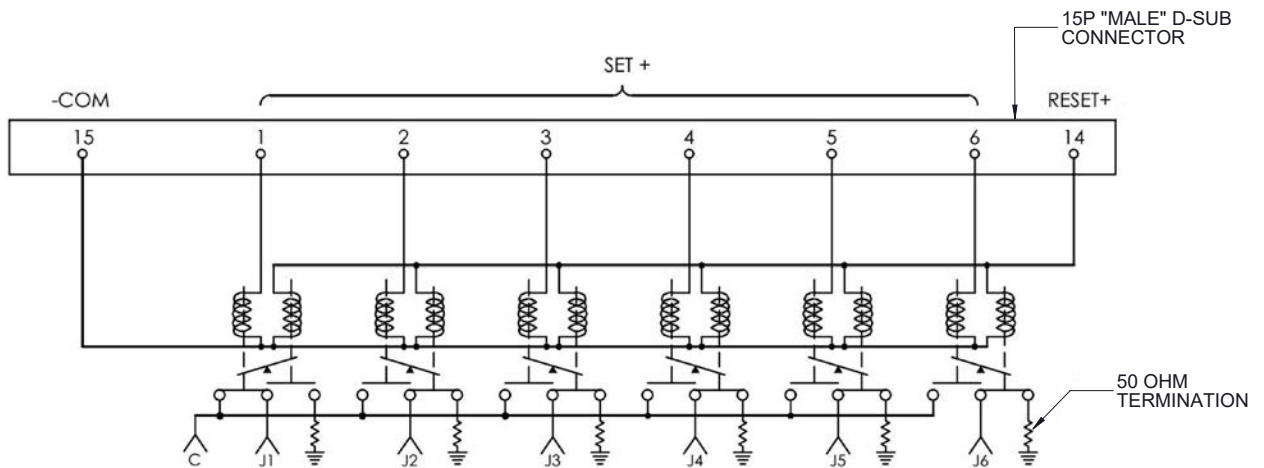 15P "MALE" D-SUB
CONNECTOR
SET +
-COM
RESET+
15 1 2 3 4 5 6 14
50 OHM
TERMINATION
C J1 J2 J3 J4 J5 J6